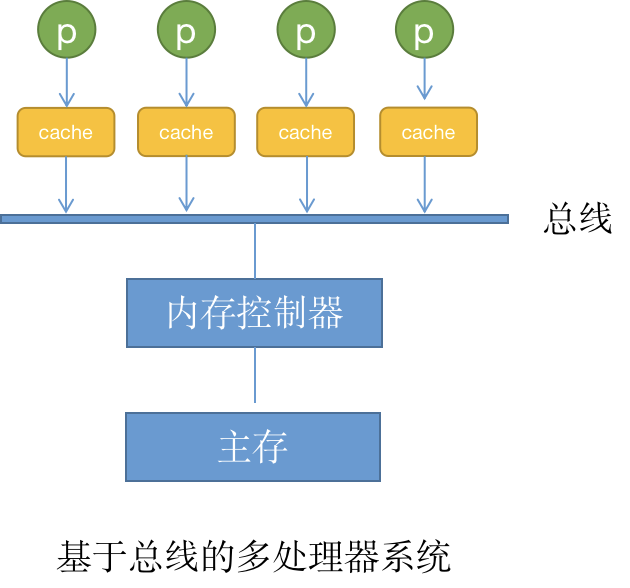 p p p p
cache cache cache cache
总线
内存控制器
主存
基于总线的多处理器系统